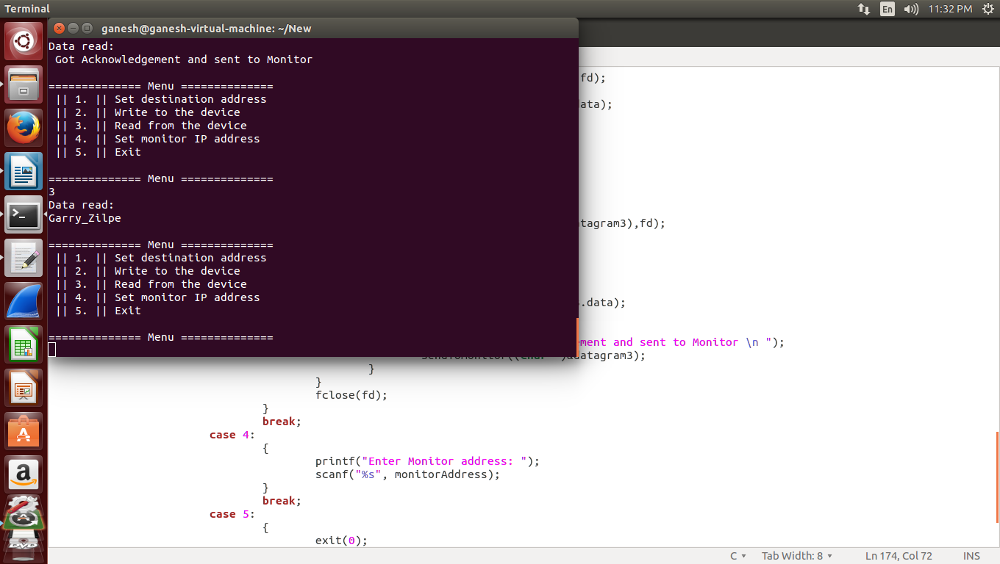 Terminal
En
11:32 PM
ganesh@ganesh-virtual-machine: ~/New
Data read:
 Got Acknowledgement and sent to Monitor
============== Menu ==============
|| 1. || Set destination address
|| 2. || Write to the device
|| 3. || Read from the device
|| 4. || Set monitor IP address
|| 5. || Exit
============== Menu ==============
3
Data read:
Garry_Zilpe
============== Menu ==============
|| 1. || Set destination address
|| 2. || Write to the device
|| 3. || Read from the device
|| 4. || Set monitor IP address
|| 5. || Exit
============== Menu ==============
fd);
data);
atagram3),fd);
.data);
ment and sent to Monitor \n ");
)&datagram3);
}
}
fclose(fd);
}
break;
case 4:
{
printf("Enter Monitor address: ");
scanf("%s", monitorAddress);
}
break;
case 5:
{
exit(0);
C
Tab Width: 8
Ln 174, Col 72
INS